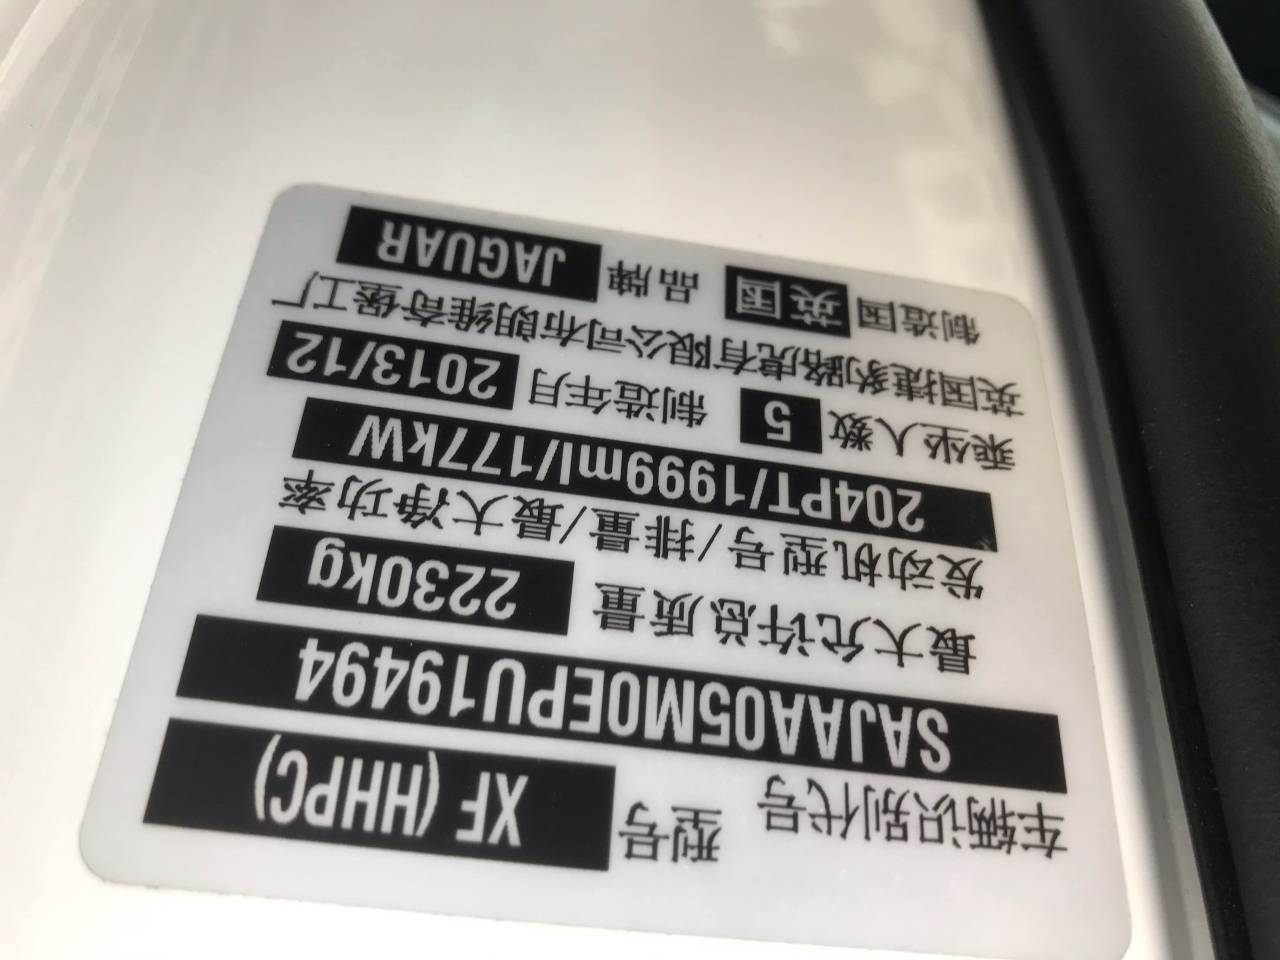 车辆识别代号 型号 XF (HHPC)
SAJAA05M0EPU19494
最大允许总质量 2230kg
发动机型号/排量/最大净功率
204PT/1999ml/177kW
乘坐人数 5 制造年月 2013/12
英国捷豹路虎有限公司布朗维奇堡工厂
制造国 英国 品牌 JAGUAR